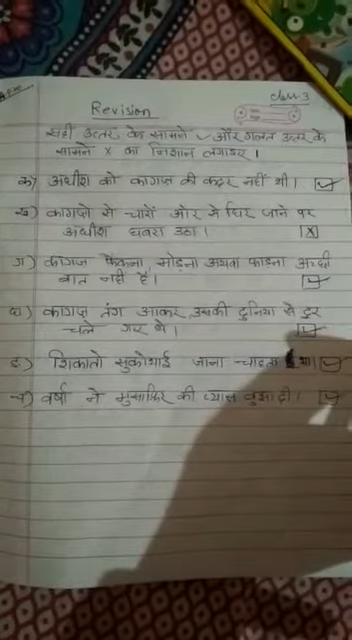 class-3
Revision
सही उत्तर के सामने ✓ और गलत उत्तर के
सामने x का निशान लगाइए ।
क) अधीश को कागज की कदर नहीं थी । ✓
ख) कागजो से चारों ओर से घिर जाने पर
अधीश घबरा उठा । x
ग) कागज फेंकना मोड़ना अथवा फाड़ना अच्छी
बात नहीं है । ✓
घ) कागज तंग आकर उसकी दुनिया से दूर
चले गए थे । ✓
ङ) शिकातो सुकोभाई जाना चाहता था । ✓
च) वर्षा ने मुसाफिर की प्यास बुझा दी । ✓